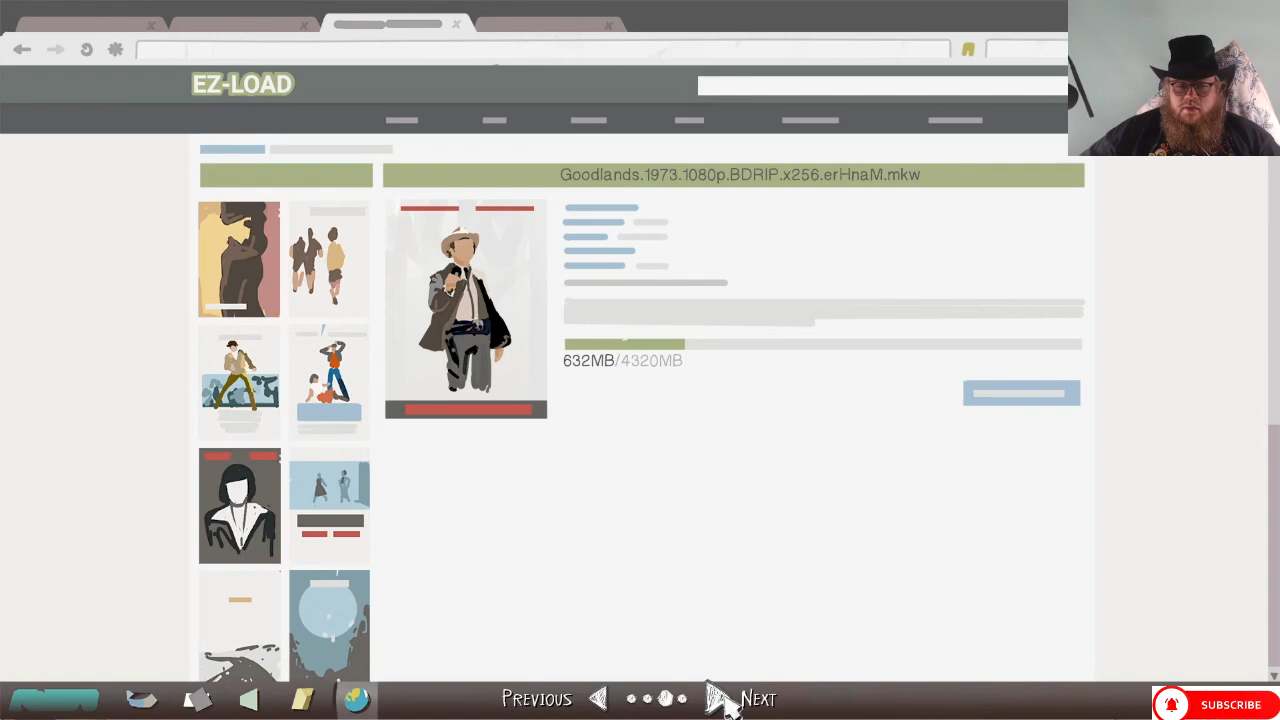 EZ-LOAD
Goodlands.1973.1080p.BDRIP.x256.erHnaM.mkw
632MB/4320MB
PREVIOUS
NEXT
SUBSCRIBE